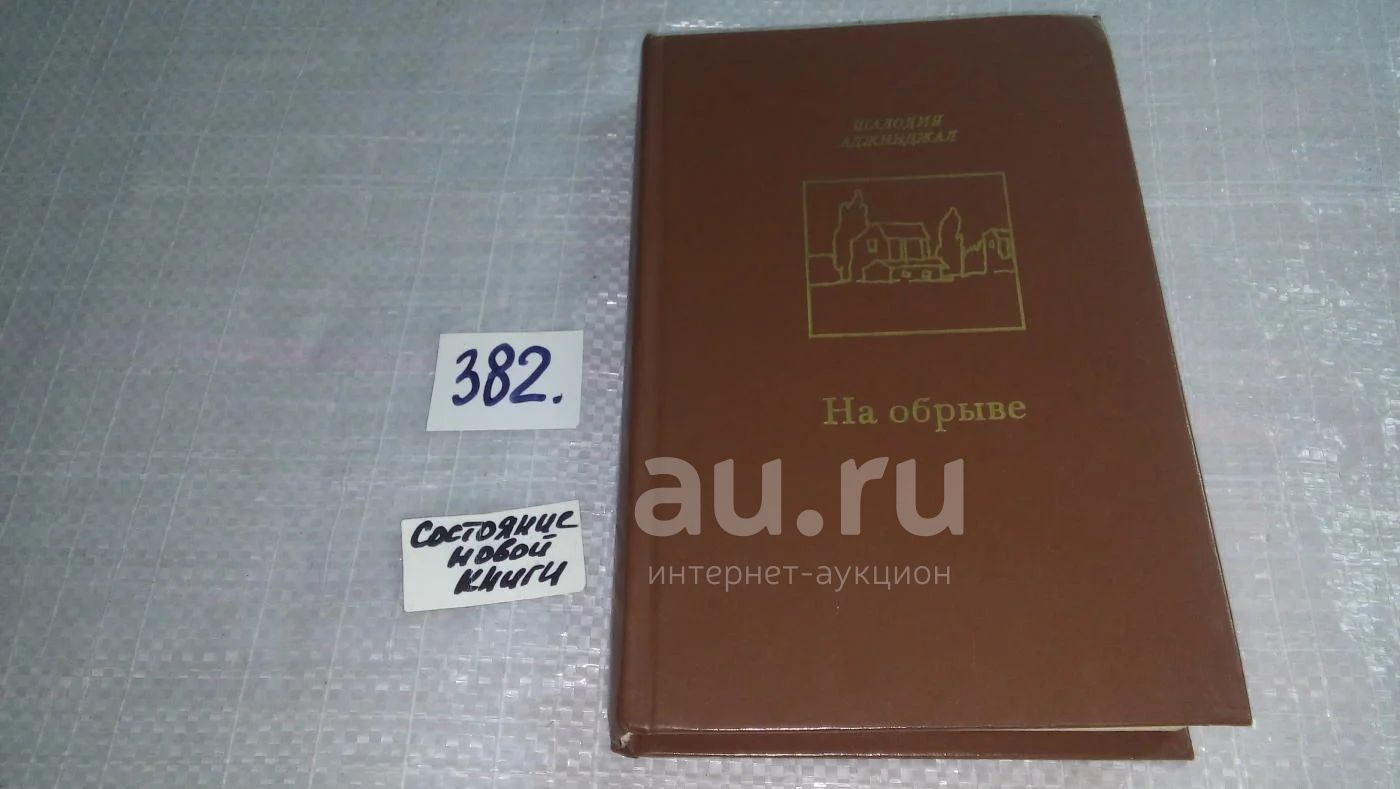 ШАЛОДИЯ
АДЖИНДЖАЛ
На обрыве
382.
Состояние
новой
книги
au.ru
интернет-аукцион